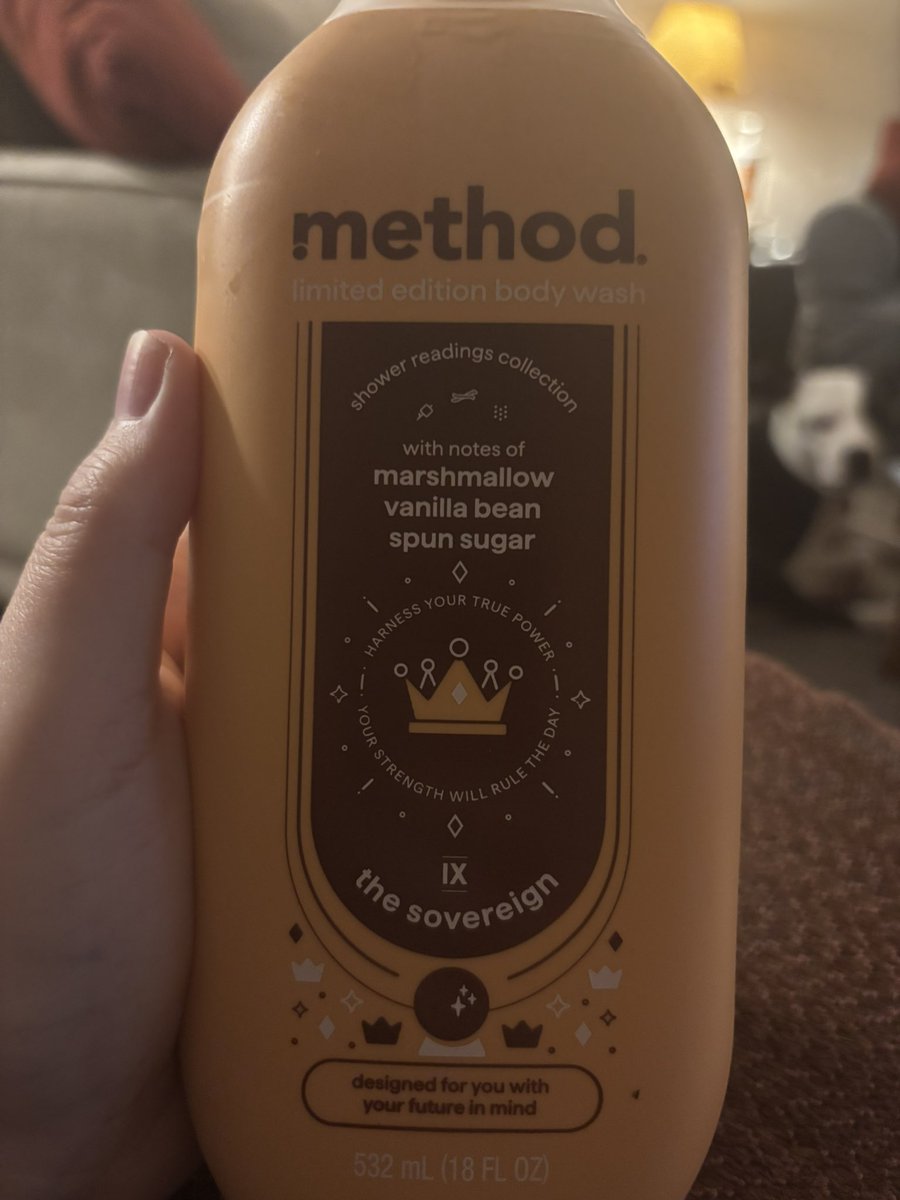 method®
limited edition body wash
shower readings collection
with notes of
marshmallow
vanilla bean
spun sugar
HARNESS YOUR TRUE POWER
YOUR STRENGTH WILL RULE THE DAY
IX
the sovereign
designed for you with
your future in mind
532 mL (18 FL OZ)